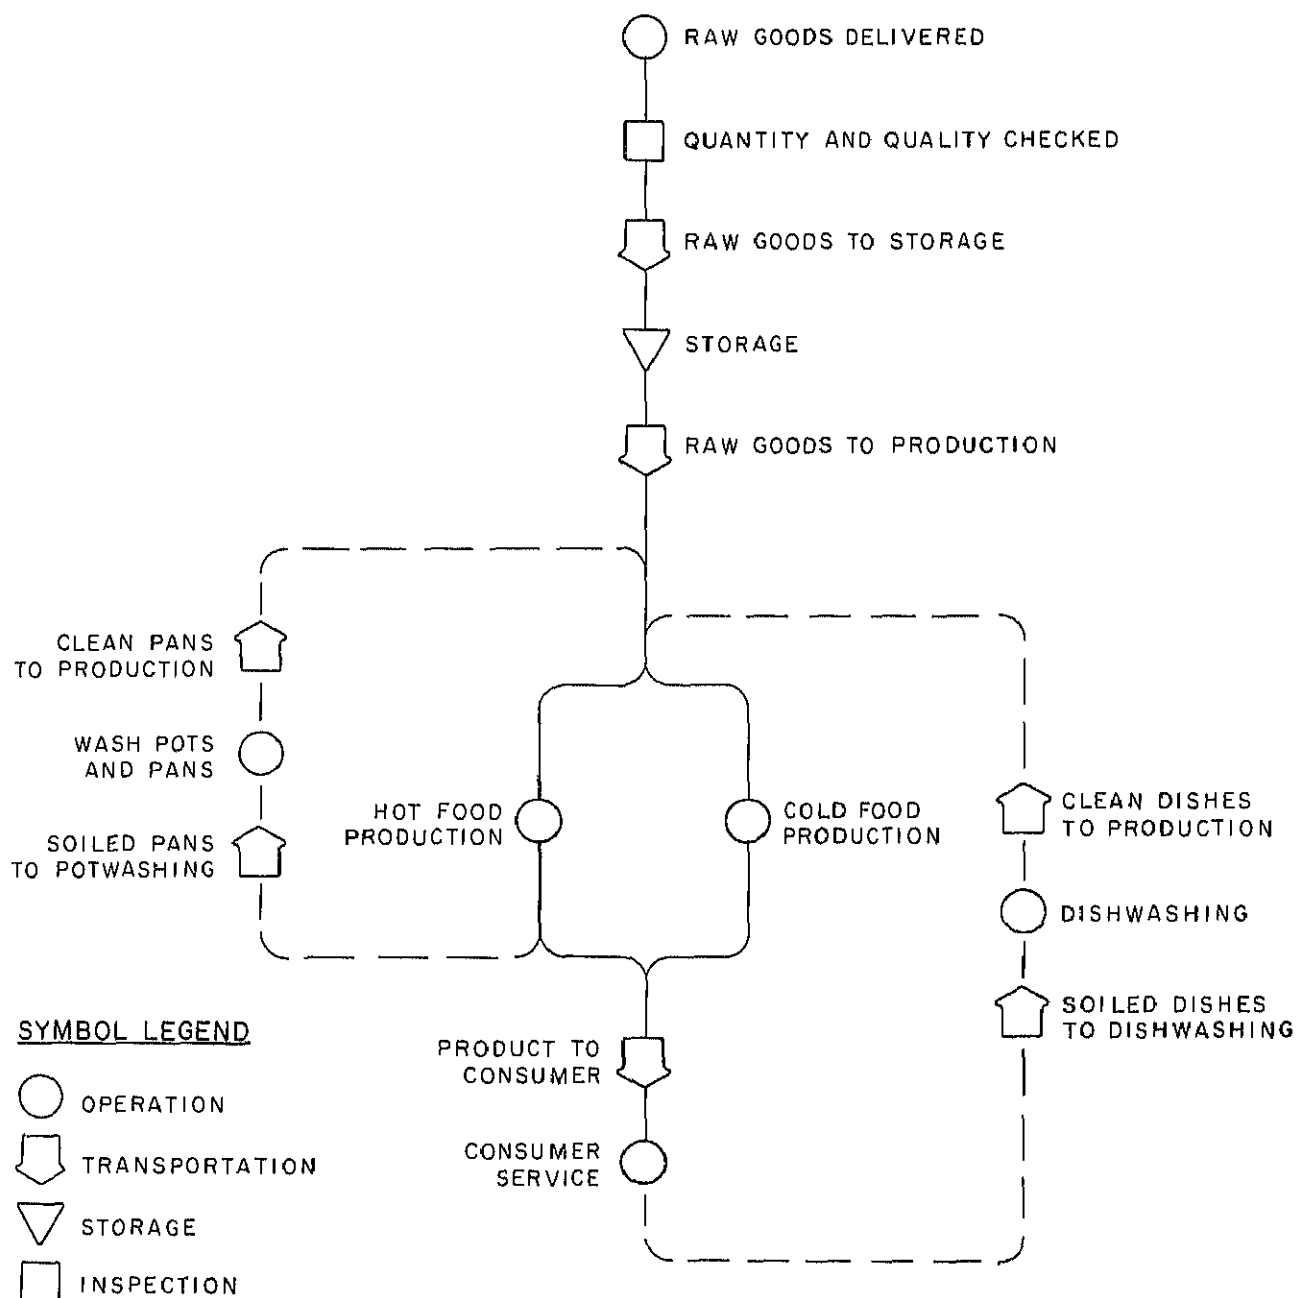 RAW GOODS DELIVERED
QUANTITY AND QUALITY CHECKED
RAW GOODS TO STORAGE
STORAGE
RAW GOODS TO PRODUCTION
CLEAN PANS
TO PRODUCTION
WASH POTS
AND PANS
SOILED PANS
TO POTWASHING
HOT FOOD
PRODUCTION
COLD FOOD
PRODUCTION
CLEAN DISHES
TO PRODUCTION
DISHWASHING
SOILED DISHES
TO DISHWASHING
PRODUCT TO
CONSUMER
CONSUMER
SERVICE
SYMBOL LEGEND
OPERATION
TRANSPORTATION
STORAGE
INSPECTION